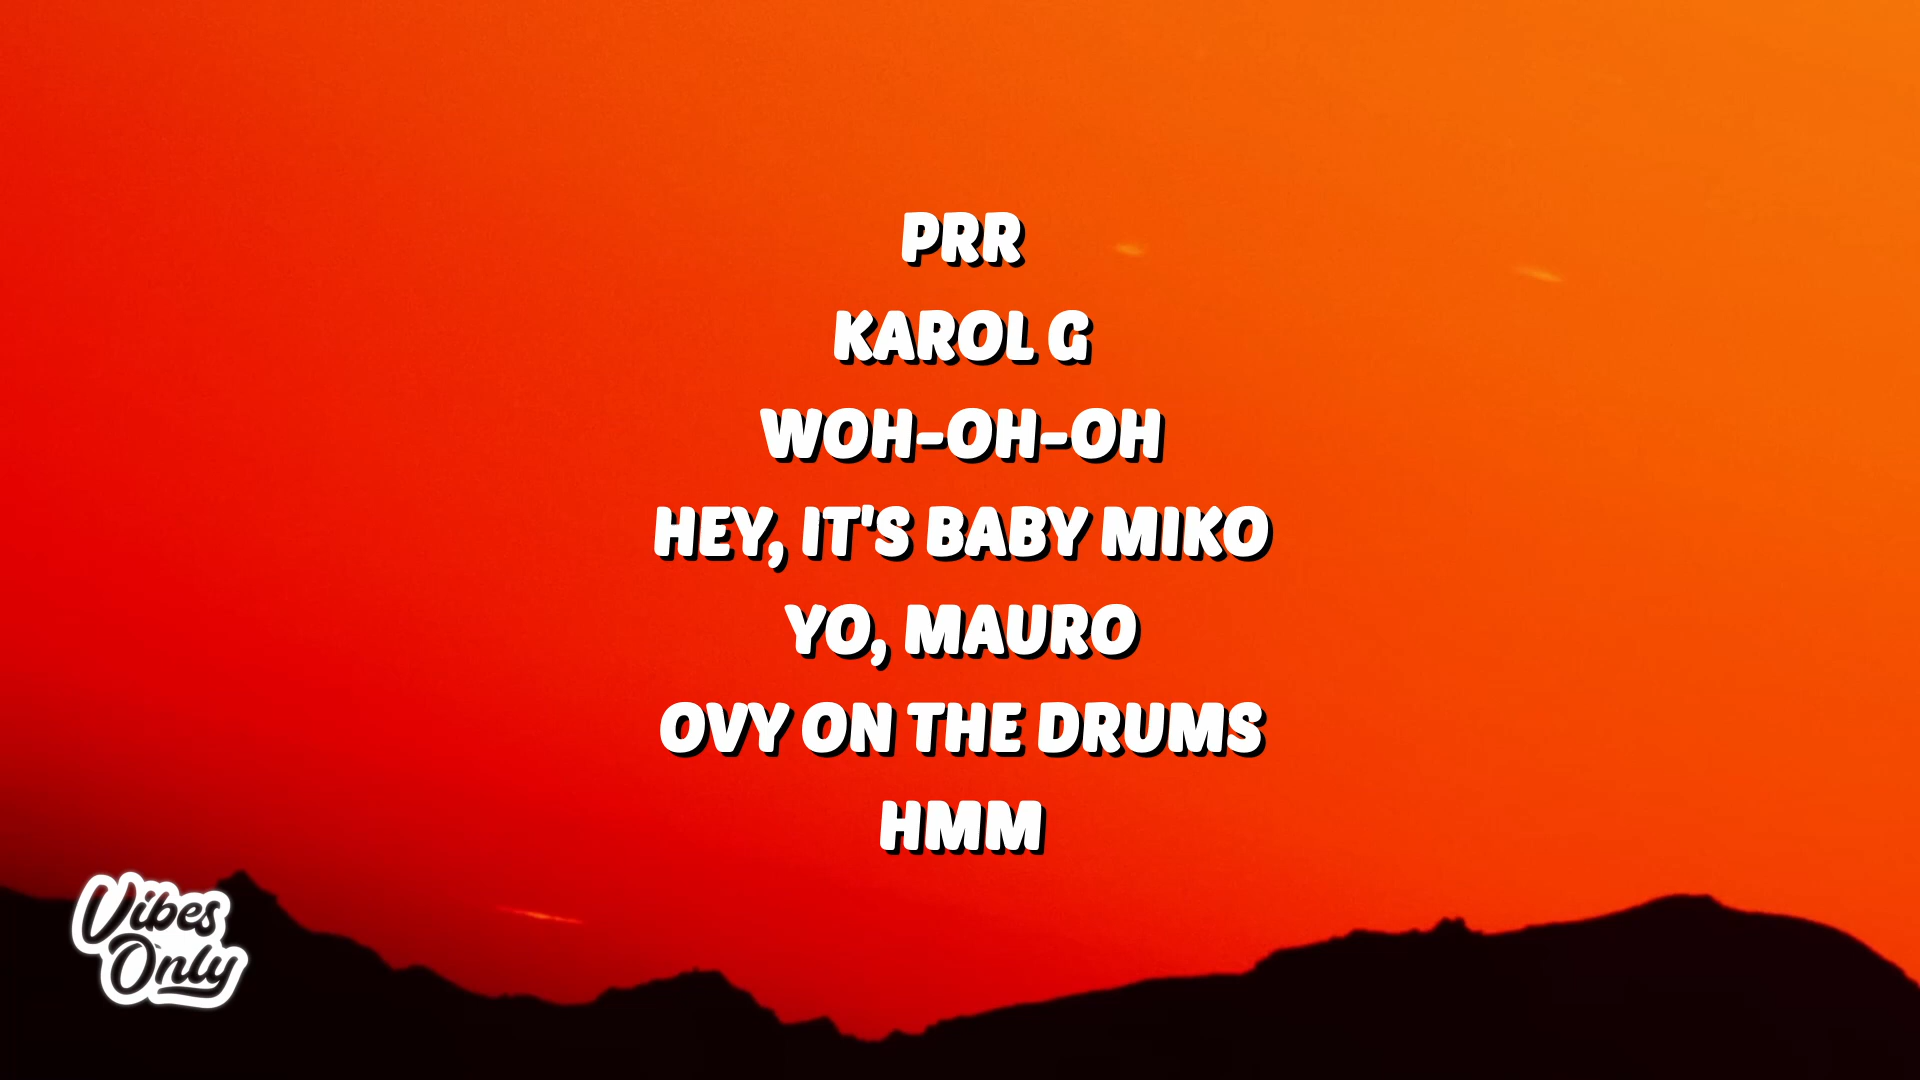 PRR
KAROL G
WOH-OH-OH
HEY, IT'S BABY MIKO
YO, MAURO
OVY ON THE DRUMS
HMM
Vibes
Only